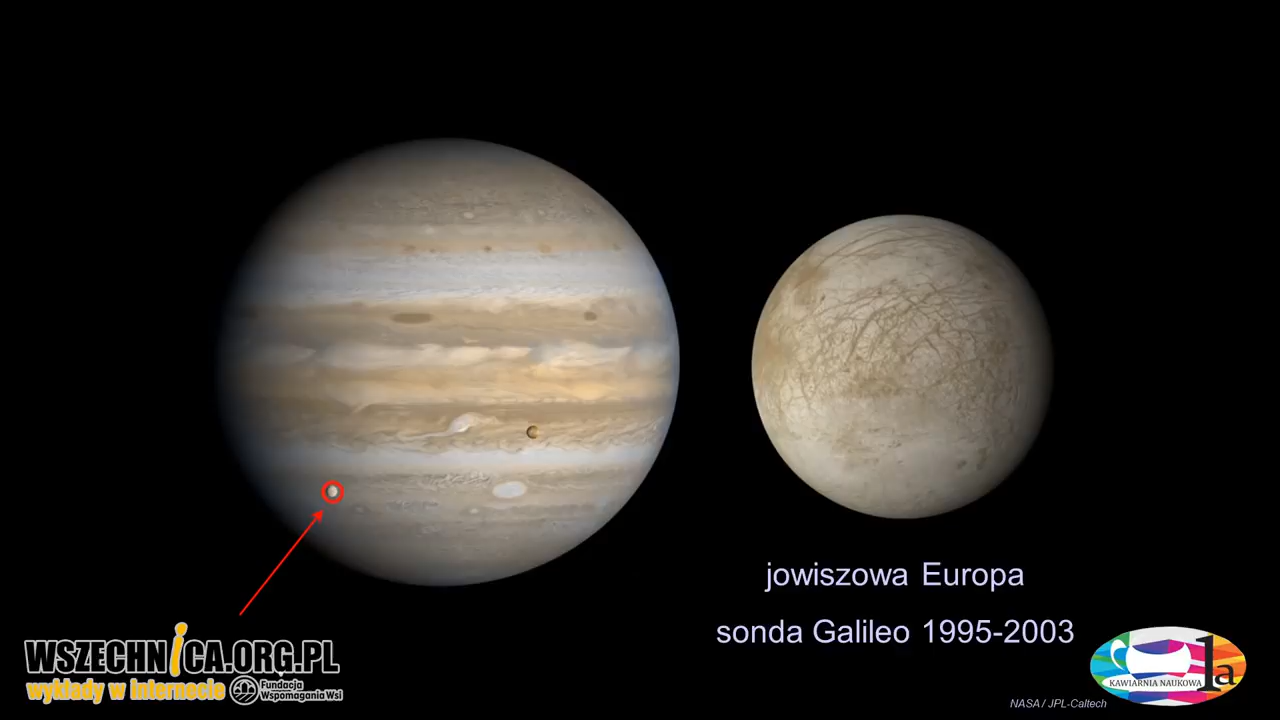 jowiszowa Europa
sonda Galileo 1995-2003
WSZECHNICA.ORG.PL
wykłady w internecie
Fundacja
Wspomagania Wsi
KAWIARNIA NAUKOWA 1a
NASA / JPL-Caltech